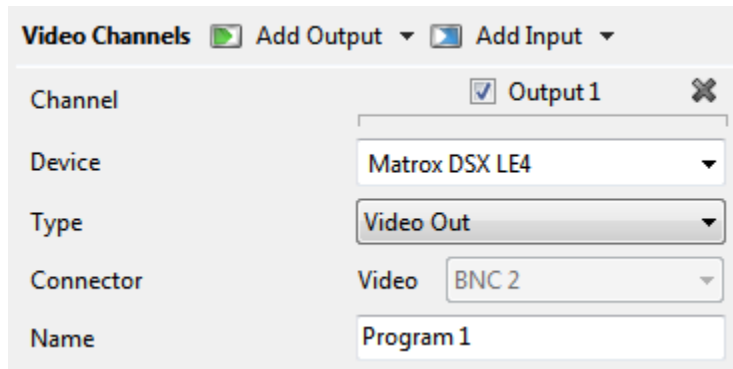 Video Channels Add Output Add Input
Channel Output 1
Device Matrox DSX LE4
Type Video Out
Connector Video BNC 2
Name Program 1